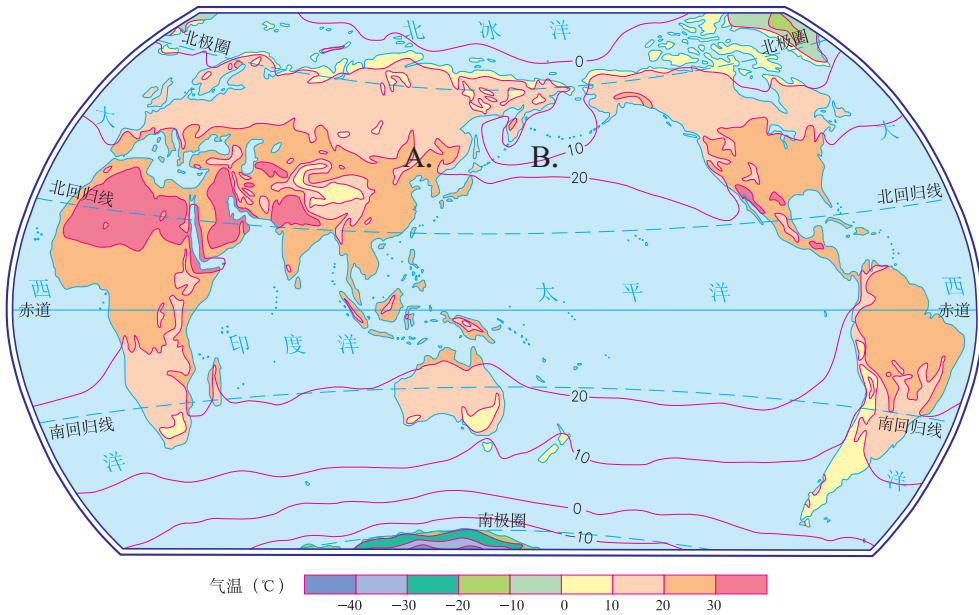 北 冰 洋
北极圈
北极圈
0
大
大
10
A.
B.
20
北回归线
北回归线
西
太 平 洋
西
赤道
赤道
印 度 洋
20
南回归线
南回归线
10
洋
洋
0
南极圈
-10
气温（℃）
-40 -30 -20 -10 0 10 20 30